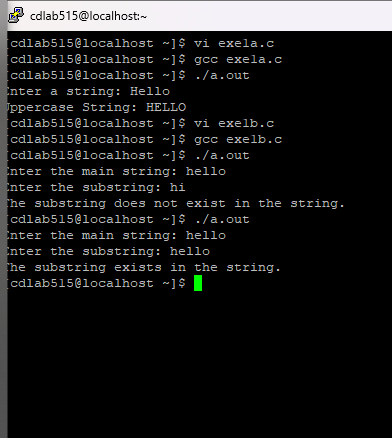 cdlab515@localhost:~
[cdlab515@localhost ~]$ vi exe1a.c
[cdlab515@localhost ~]$ gcc exe1a.c
[cdlab515@localhost ~]$ ./a.out
Enter a string: Hello
Uppercase String: HELLO
[cdlab515@localhost ~]$ vi exe1b.c
[cdlab515@localhost ~]$ gcc exe1b.c
[cdlab515@localhost ~]$ ./a.out
Enter the main string: hello
Enter the substring: hi
The substring does not exist in the string.
[cdlab515@localhost ~]$ ./a.out
Enter the main string: hello
Enter the substring: hello
The substring exists in the string.
[cdlab515@localhost ~]$